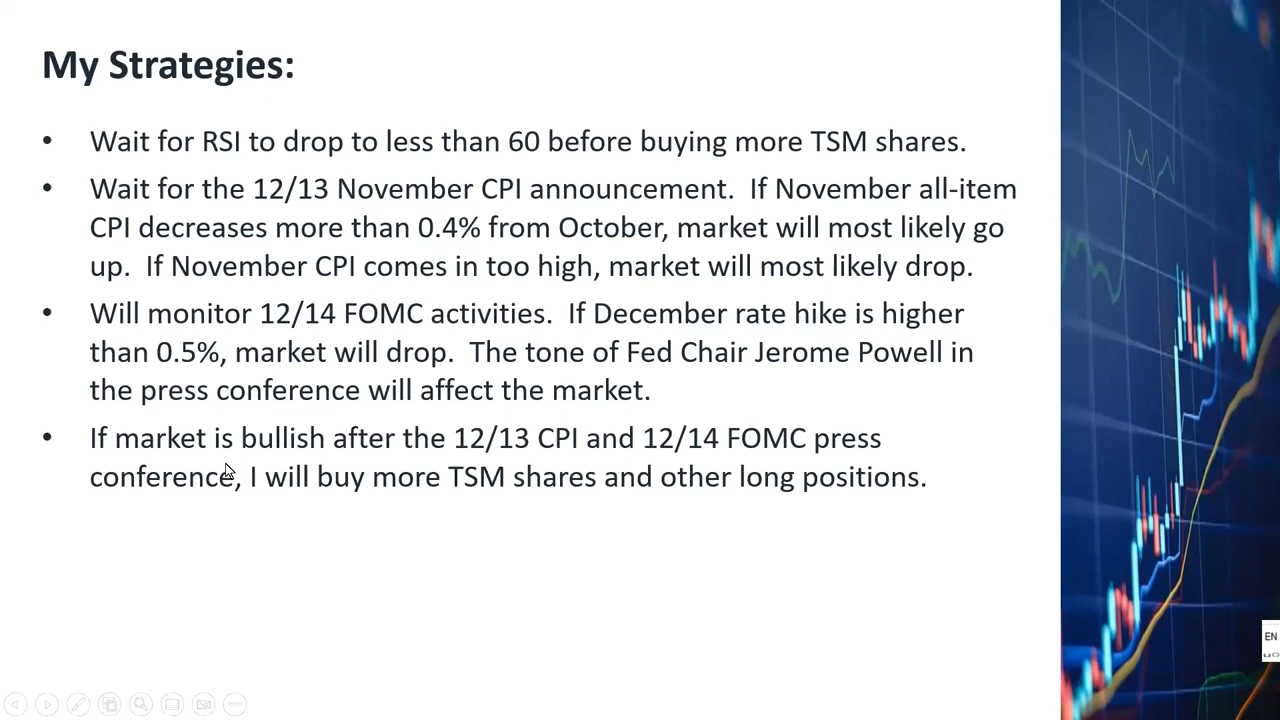 My Strategies:
• Wait for RSI to drop to less than 60 before buying more TSM shares.
• Wait for the 12/13 November CPI announcement.  If November all-item
CPI decreases more than 0.4% from October, market will most likely go
up.  If November CPI comes in too high, market will most likely drop.
• Will monitor 12/14 FOMC activities.  If December rate hike is higher
than 0.5%, market will drop.  The tone of Fed Chair Jerome Powell in
the press conference will affect the market.
• If market is bullish after the 12/13 CPI and 12/14 FOMC press
conference, I will buy more TSM shares and other long positions.
EN